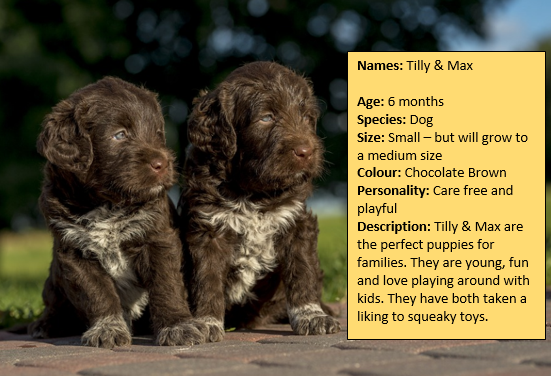 Names: Tilly & Max
Age: 6 months
Species: Dog
Size: Small – but will grow to
a medium size
Colour: Chocolate Brown
Personality: Care free and
playful
Description: Tilly & Max are
the perfect puppies for
families. They are young, fun
and love playing around with
kids. They have both taken a
liking to squeaky toys.